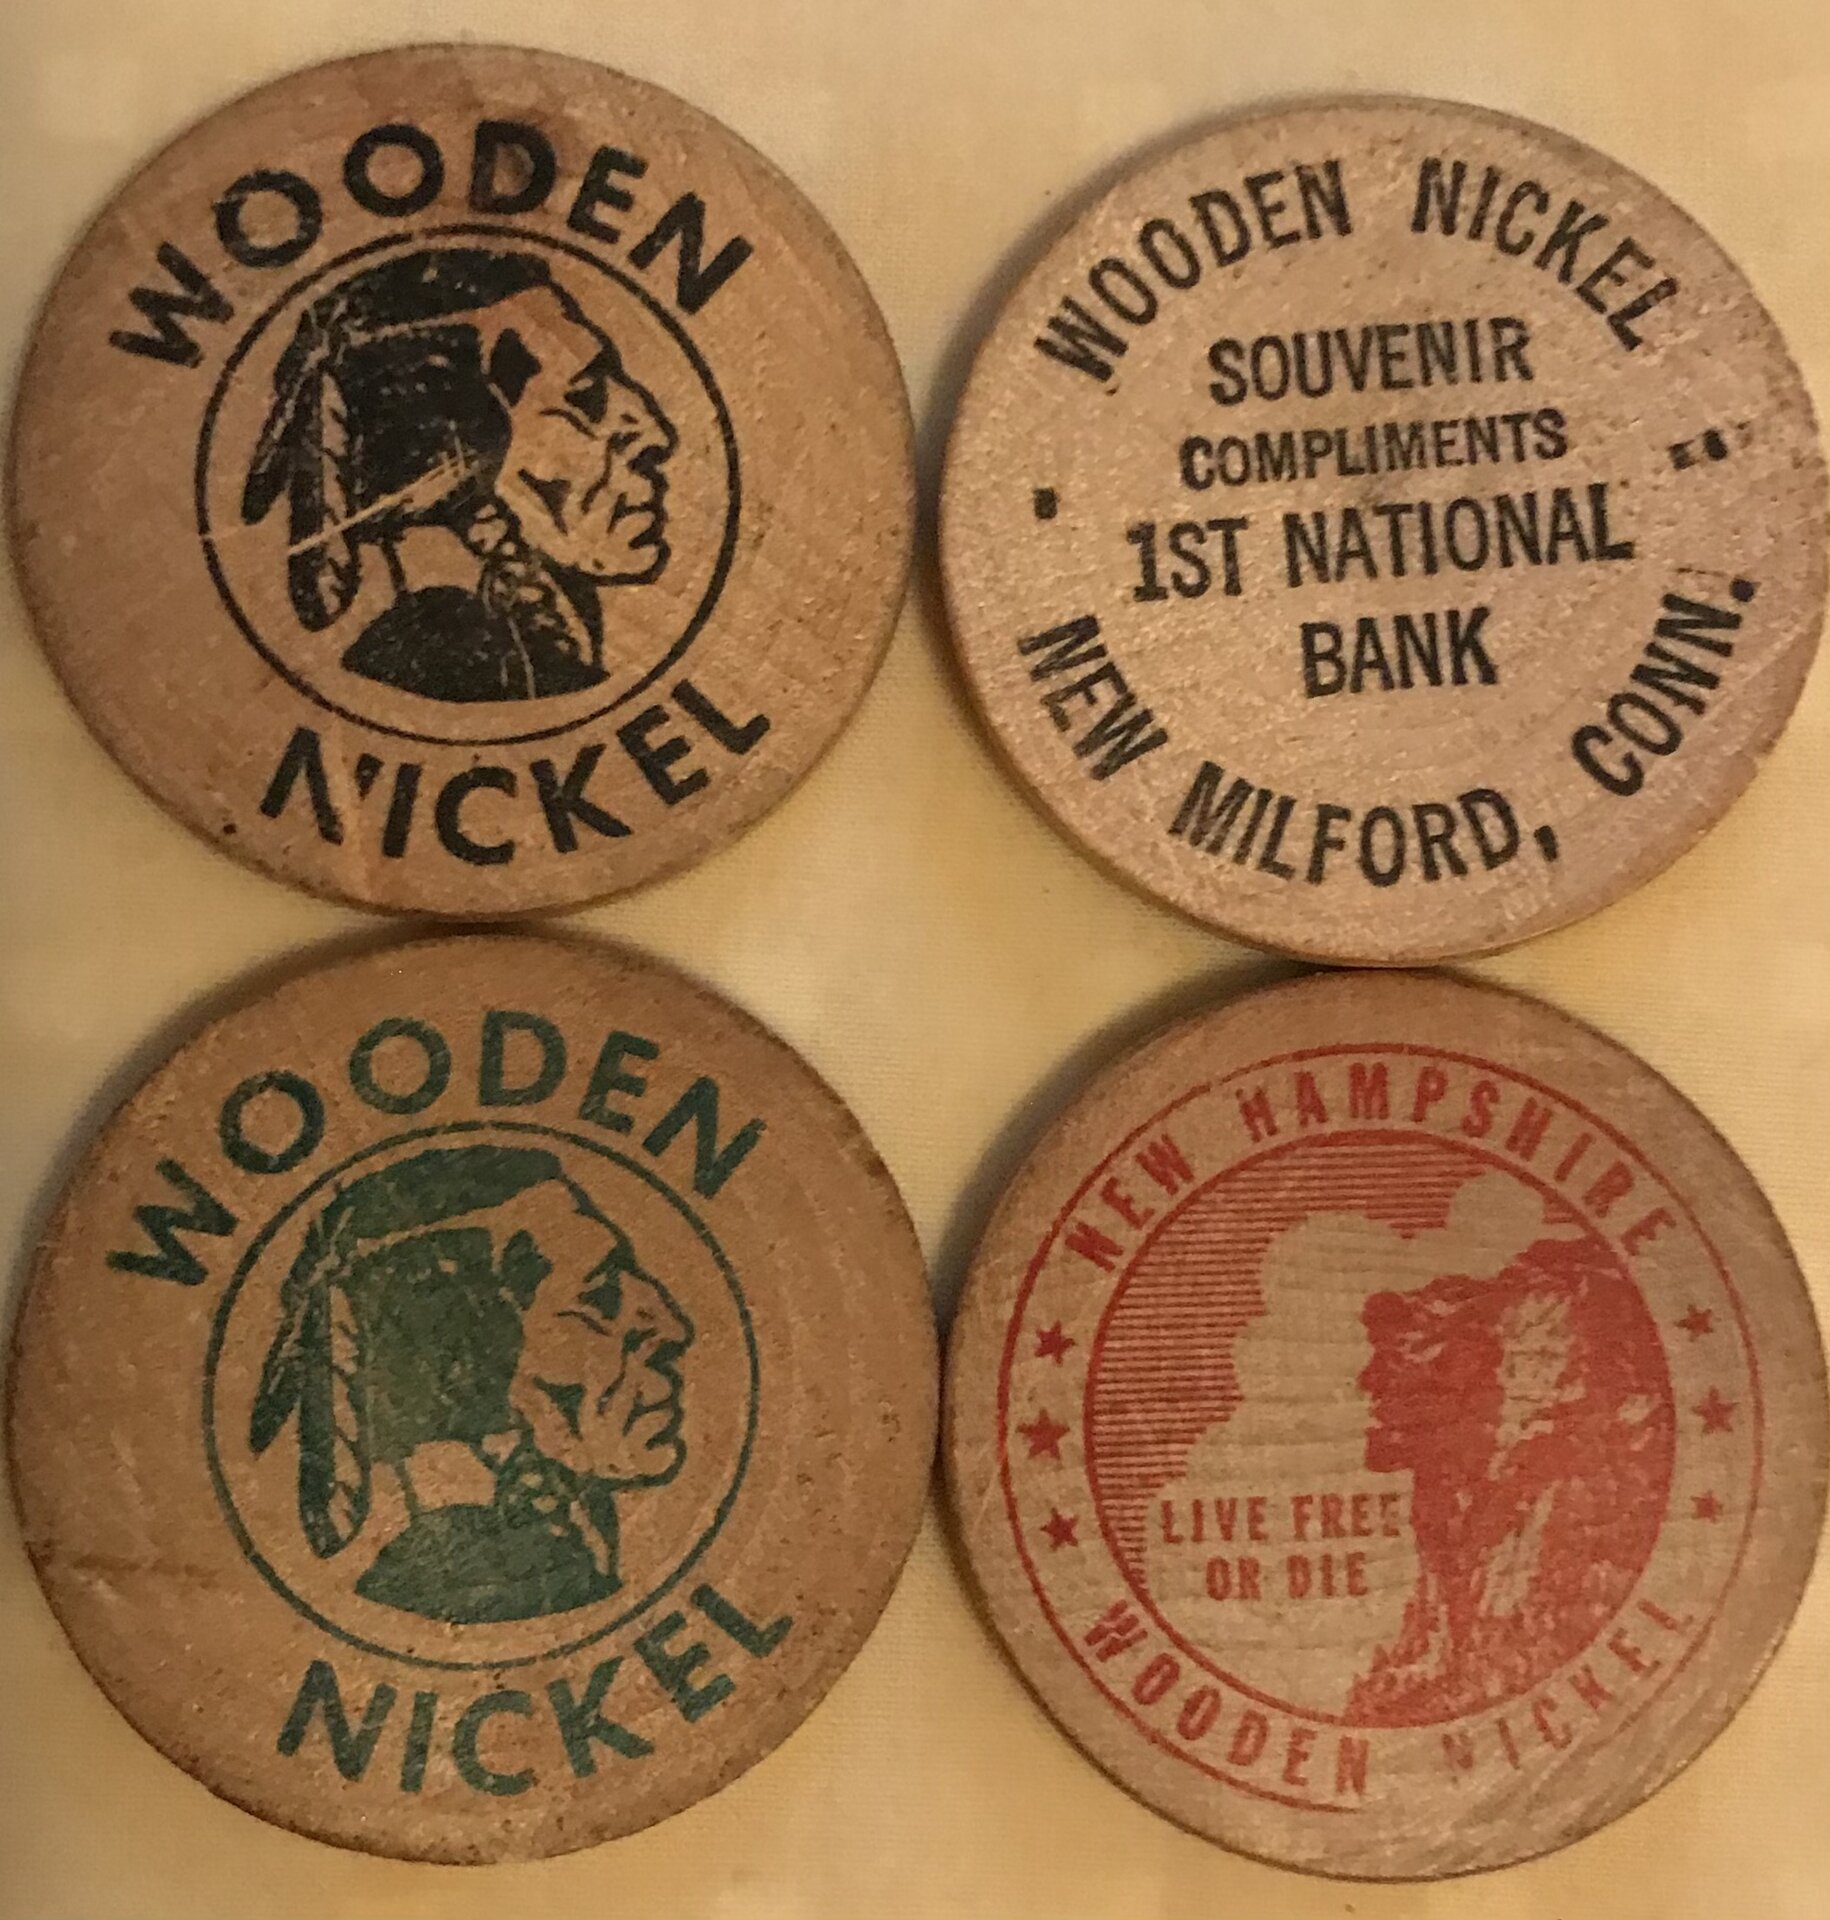 WOODEN
NICKEL
WOODEN NICKEL
SOUVENIR
COMPLIMENTS
1ST NATIONAL
BANK
NEW MILFORD, CONN.
WOODEN
NICKEL
NEW HAMPSHIRE
LIVE FREE
OR DIE
WOODEN NICKEL